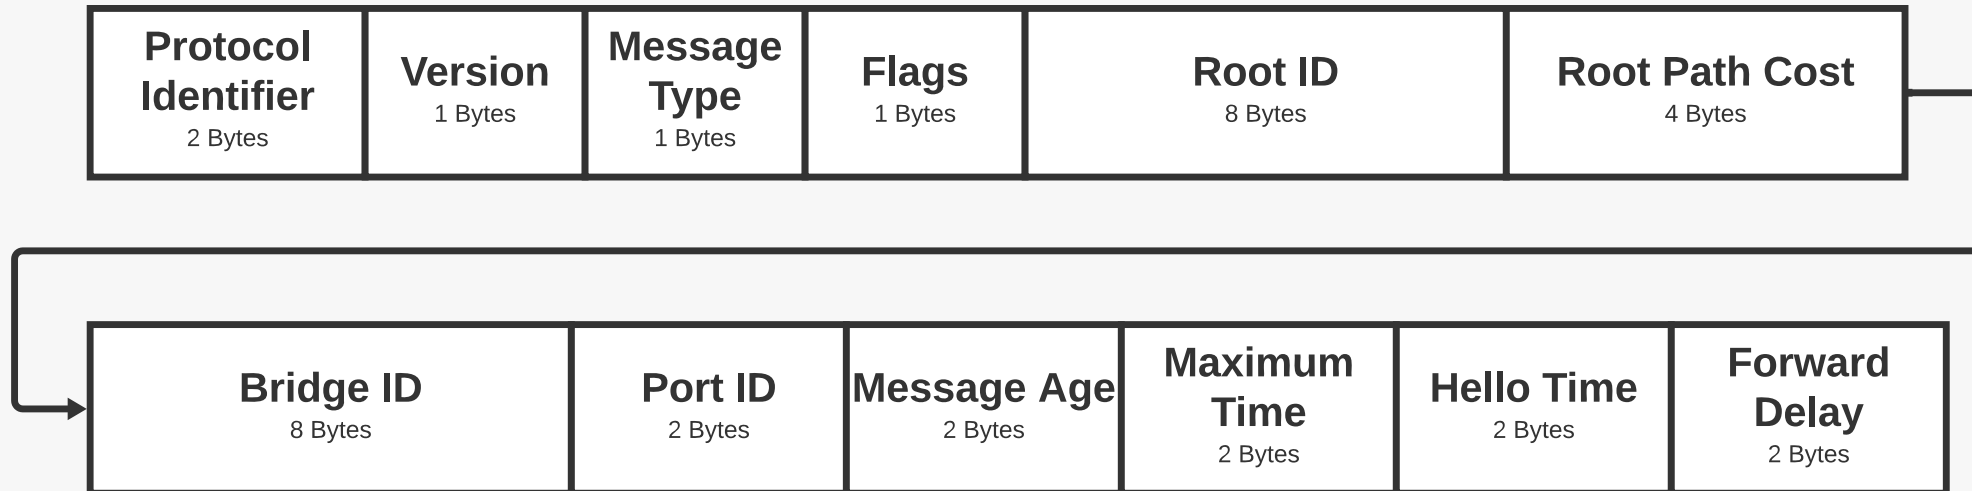 Protocol
Identifier
2 Bytes
Version
1 Bytes
Message
Type
1 Bytes
Flags
1 Bytes
Root ID
8 Bytes
Root Path Cost
4 Bytes
Bridge ID
8 Bytes
Port ID
2 Bytes
Message Age
2 Bytes
Maximum
Time
2 Bytes
Hello Time
2 Bytes
Forward
Delay
2 Bytes